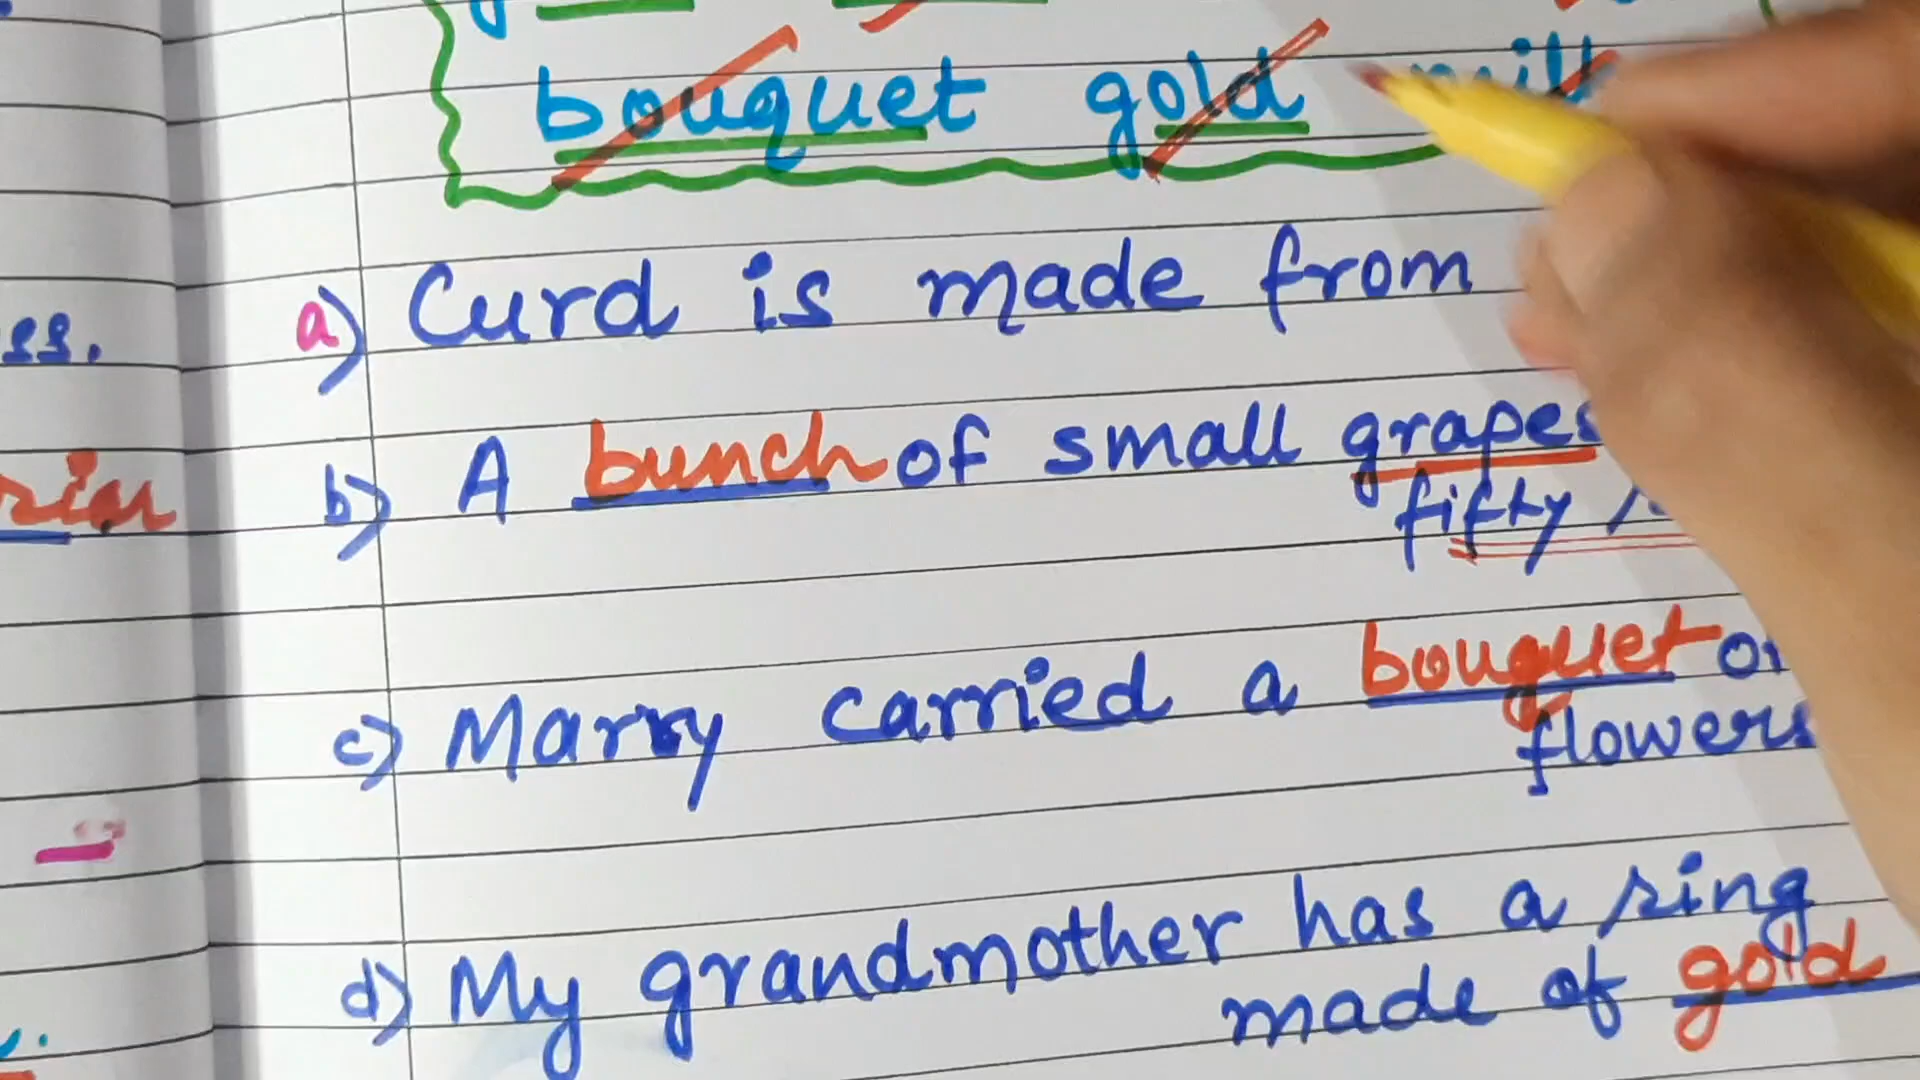 bouquet gold
a) Curd is made from
b) A bunch of small grapes
fifty
c) Marry carried a bouquet
flowers
d) My grandmother has a ring
made of gold